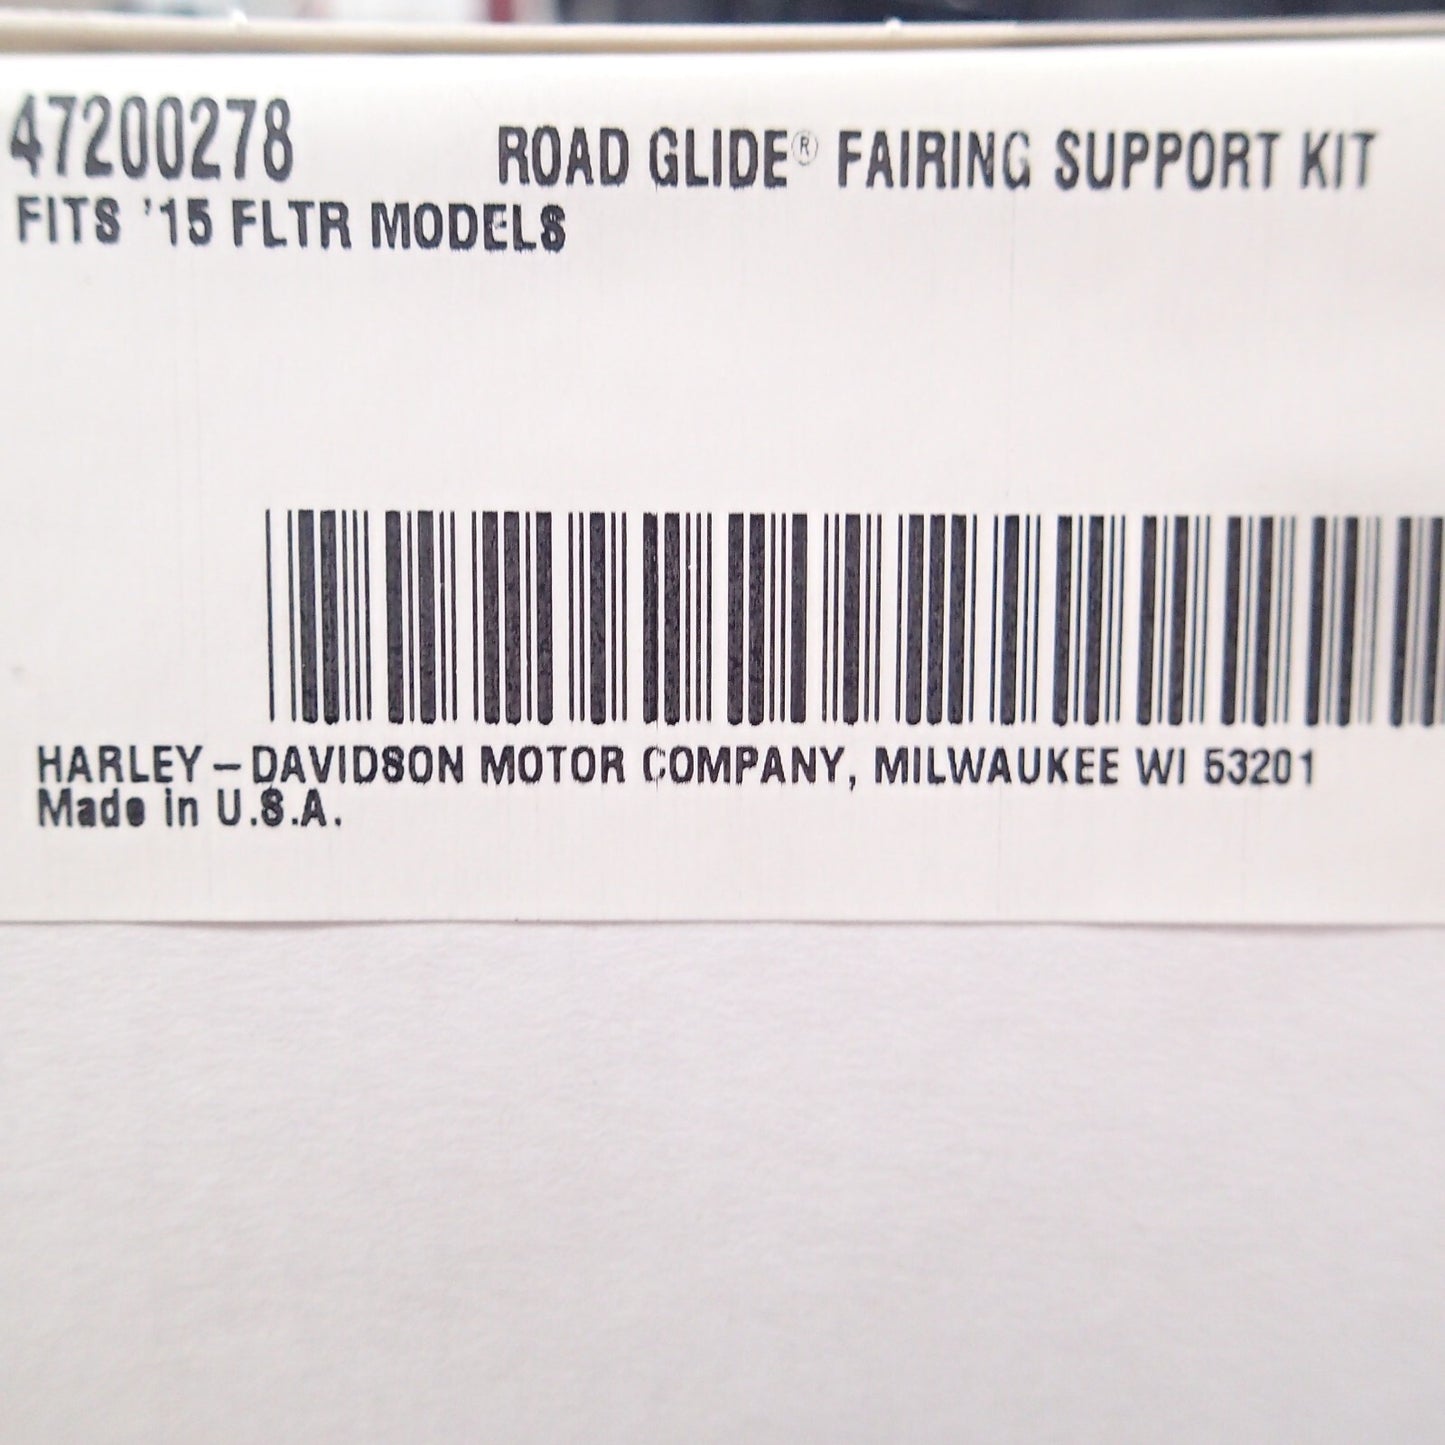 47200278 ROAD GLIDE® FAIRING SUPPORT KIT
FITS '15 FLTR MODELS
HARLEY-DAVIDSON MOTOR COMPANY, MILWAUKEE WI 53201
Made in U.S.A.